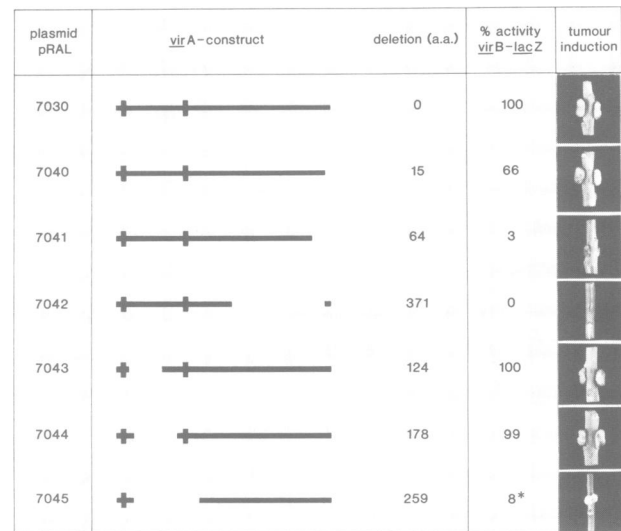 plasmid pRAL virA-construct deletion (a.a.) % activity virB-lacZ tumour induction
7030 0 100
7040 15 66
7041 64 3
7042 371 0
7043 124 100
7044 178 99
7045 259 8*